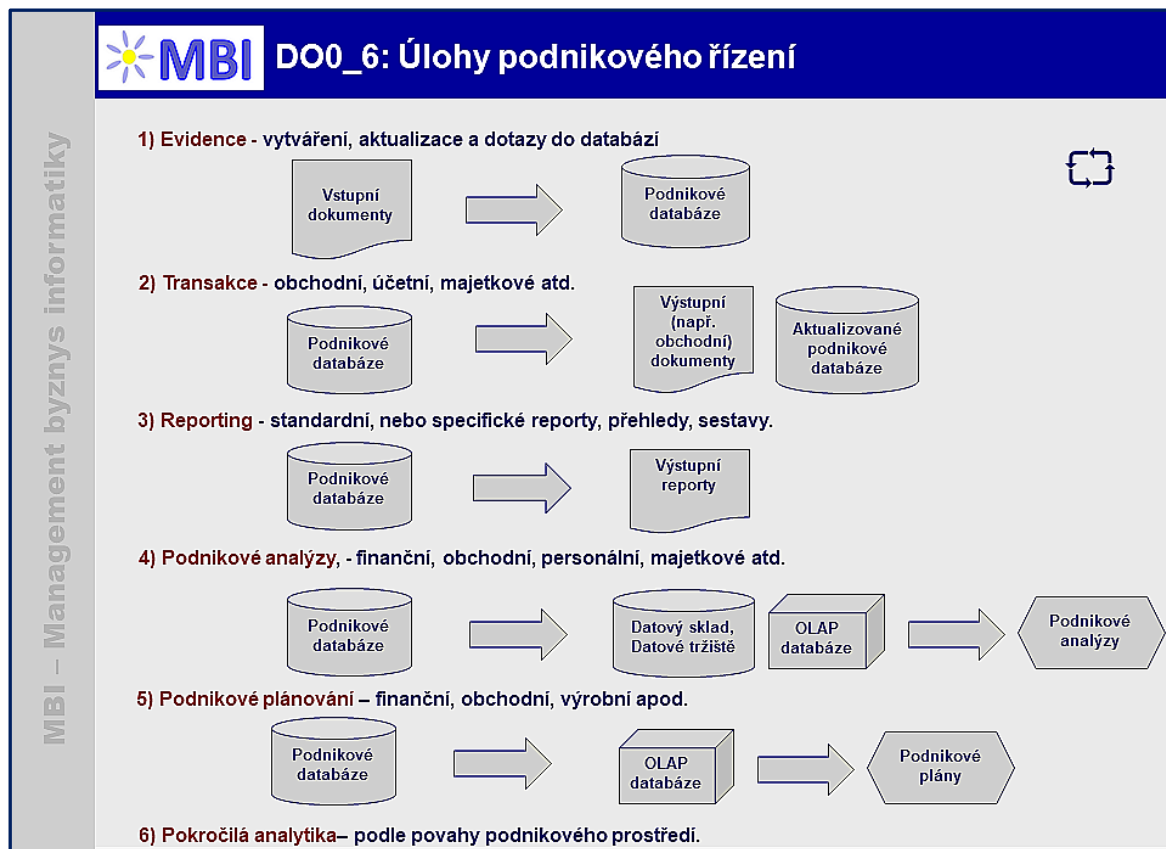 MBI
DO0_6: Úlohy podnikového řízení
MBI – Management byznys informatiky
1) Evidence - vytváření, aktualizace a dotazy do databází
Vstupní
dokumenty
Podnikové
databáze
2) Transakce - obchodní, účetní, majetkové atd.
Podnikové
databáze
Výstupní
(např.
obchodní)
dokumenty
Aktualizované
podnikové
databáze
3) Reporting - standardní, nebo specifické reporty, přehledy, sestavy.
Podnikové
databáze
Výstupní
reporty
4) Podnikové analýzy, - finanční, obchodní, personální, majetkové atd.
Podnikové
databáze
Datový sklad,
Datové tržiště
OLAP
databáze
Podnikové
analýzy
5) Podnikové plánování – finanční, obchodní, výrobní apod.
Podnikové
databáze
OLAP
databáze
Podnikové
plány
6) Pokročilá analytika– podle povahy podnikového prostředí.